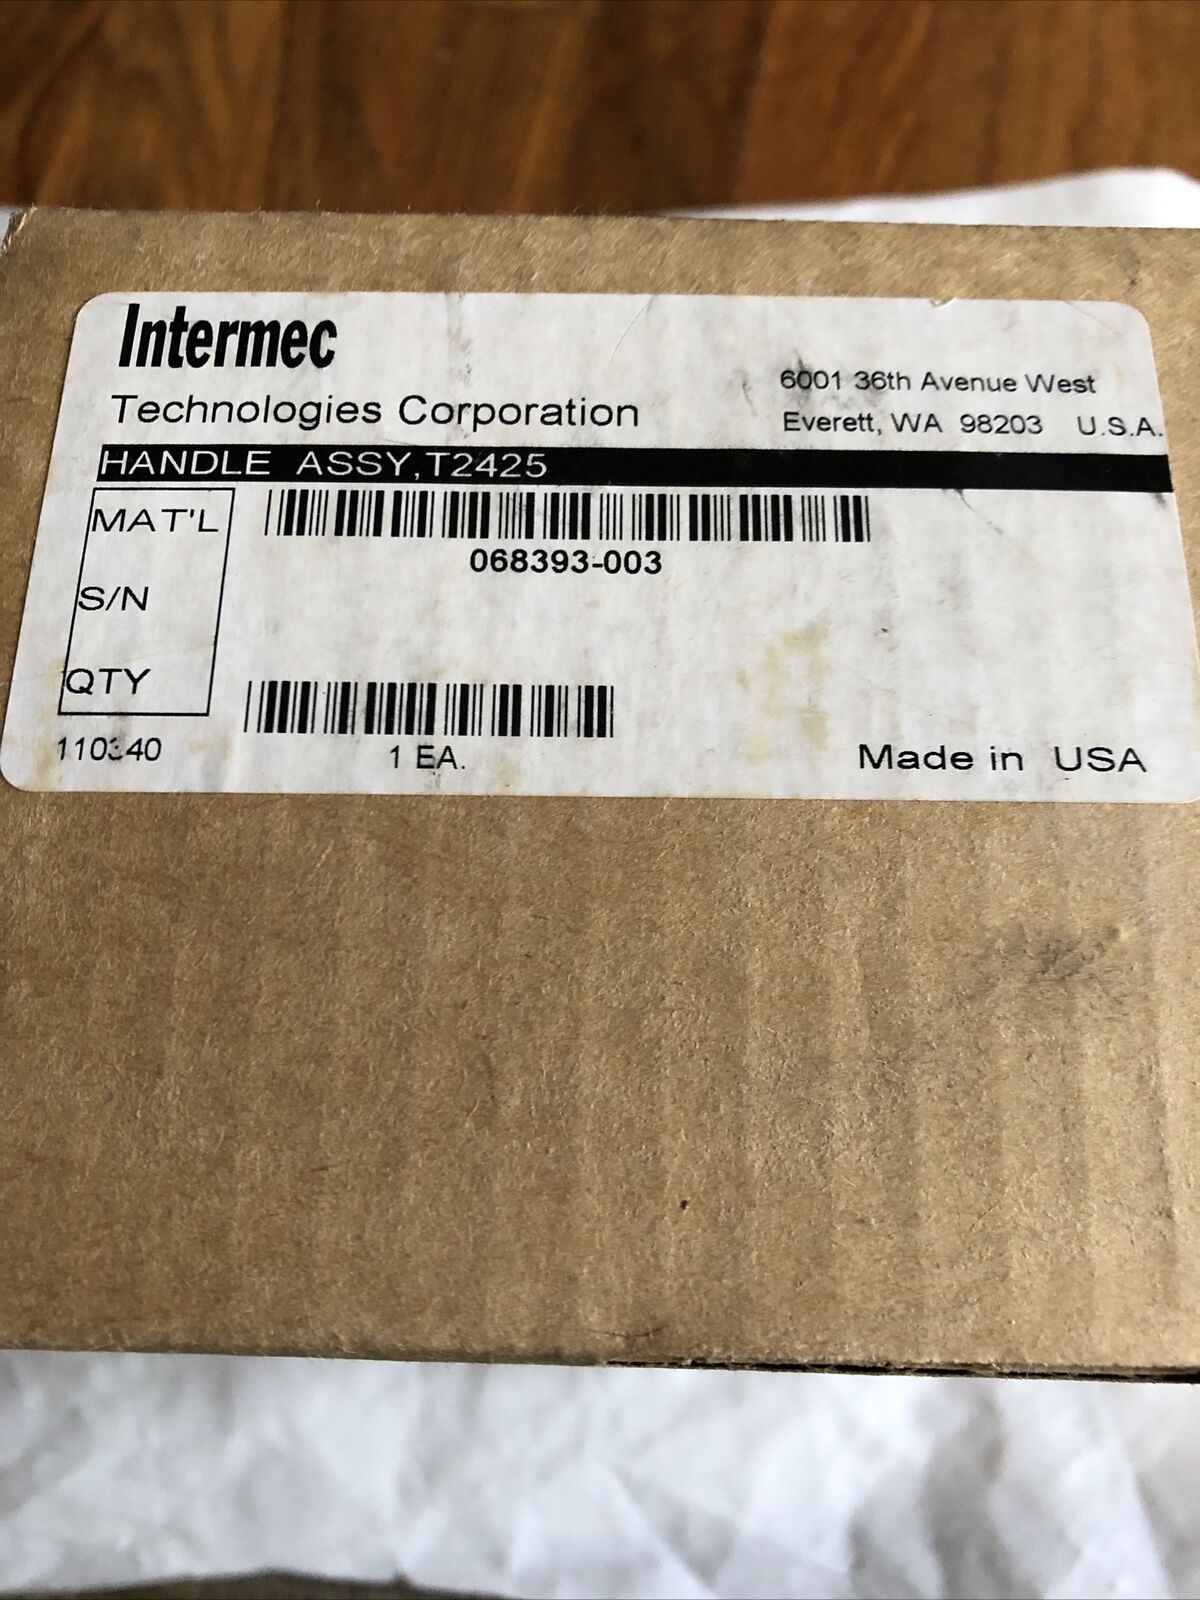 Intermec
Technologies Corporation
6001 36th Avenue West
Everett, WA 98203 U.S.A.
HANDLE ASSY,T2425
MAT'L
068393-003
S/N
QTY
1 EA.
Made in USA